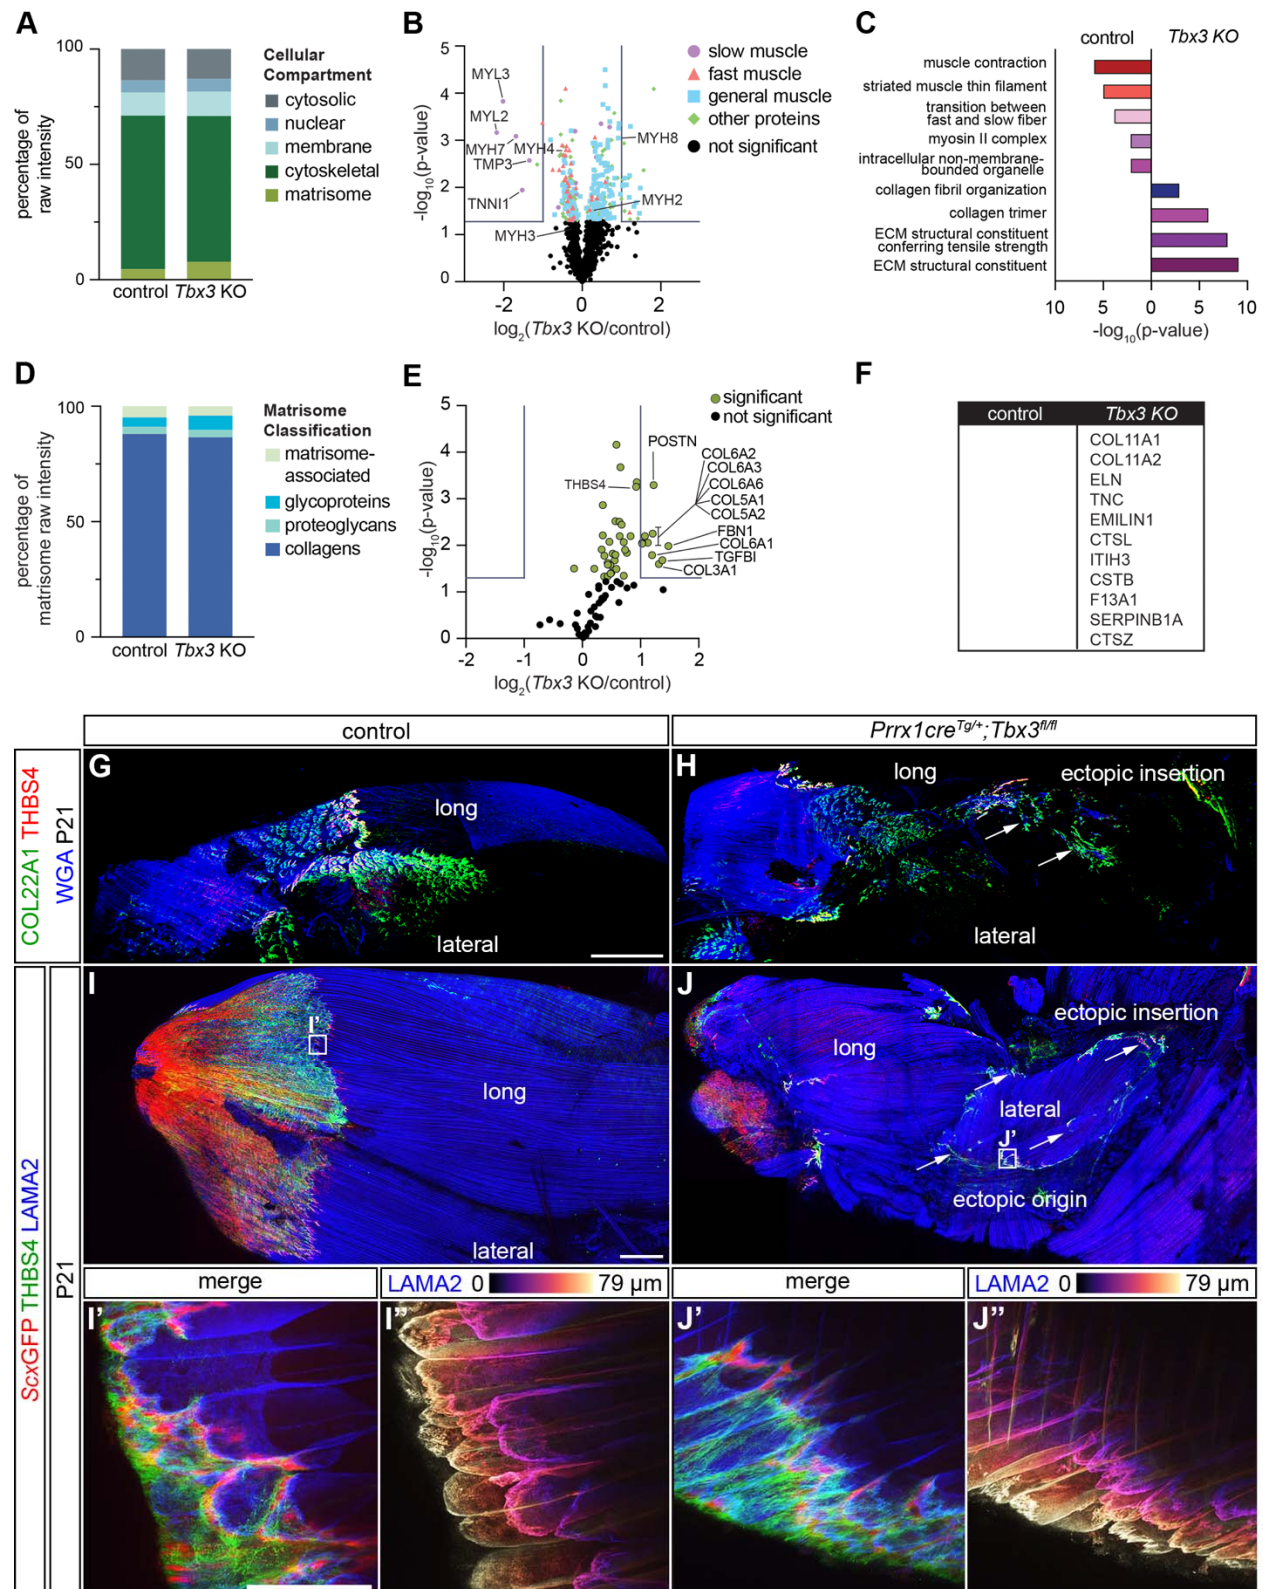 A
100
50
0
percentage of
raw intensity
control Tbx3 KO
Cellular
Compartment
cytosolic
nuclear
membrane
cytoskeletal
matrisome
B
5
4
3
2
1
0
-log10(p-value)
MYL3
MYL2
MYH7
MYH4
TMP3
TNNI1
MYH3
MYH8
MYH2
-2
0
2
log2(Tbx3 KO/control)
slow muscle
fast muscle
general muscle
other proteins
not significant
C
control
Tbx3 KO
muscle contraction
striated muscle thin filament
transition between
fast and slow fiber
myosin II complex
intracellular non-membrane-
bounded organelle
collagen fibril organization
collagen trimer
ECM structural constituent
conferring tensile strength
ECM structural constituent
10 5 0 5 10
-log10(p-value)
D
100
50
0
percentage of
matrisome raw intensity
control Tbx3 KO
Matrisome
Classification
matrisome-
associated
glycoproteins
proteoglycans
collagens
E
5
4
3
2
1
0
-log10(p-value)
significant
not significant
POSTN
THBS4
COL6A2
COL6A3
COL6A6
COL5A1
COL5A2
FBN1
COL6A1
TGFBI
COL3A1
-2 -1 0 1 2
log2(Tbx3 KO/control)
F
control Tbx3 KO
COL11A1
COL11A2
ELN
TNC
EMILIN1
CTSL
ITIH3
CSTB
F13A1
SERPINB1A
CTSZ
control
Prrx1creTg/+;Tbx3fl/fl
COL22A1 THBS4
WGA P21
G
long
lateral
H
long
ectopic insertion
lateral
ScxGFP THBS4 LAMA2
P21
I
I'
long
lateral
J
ectopic insertion
long
lateral
J'
ectopic origin
merge
LAMA2 0 79 µm
merge
LAMA2 0 79 µm
I'
I''
J'
J''